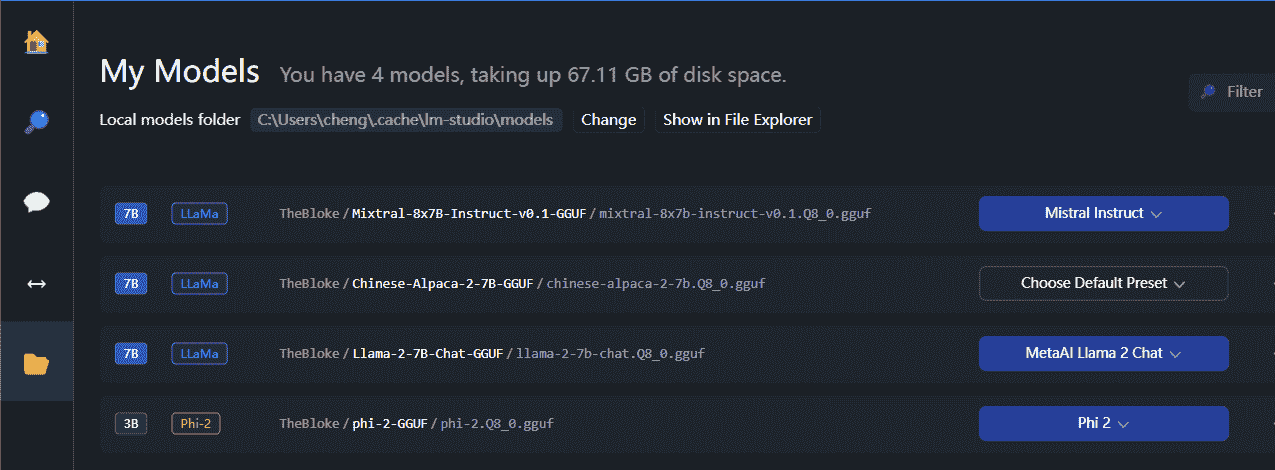 My Models You have 4 models, taking up 67.11 GB of disk space.
Filter
Local models folder C:\Users\cheng\.cache\lm-studio\models Change Show in File Explorer
7B LLaMa TheBloke / Mixtral-8x7B-Instruct-v0.1-GGUF / mixtral-8x7b-instruct-v0.1.Q8_0.gguf Mistral Instruct
7B LLaMa TheBloke / Chinese-Alpaca-2-7B-GGUF / chinese-alpaca-2-7b.Q8_0.gguf Choose Default Preset
7B LLaMa TheBloke / Llama-2-7B-Chat-GGUF / llama-2-7b-chat.Q8_0.gguf MetaAI Llama 2 Chat
3B Phi-2 TheBloke / phi-2-GGUF / phi-2.Q8_0.gguf Phi 2